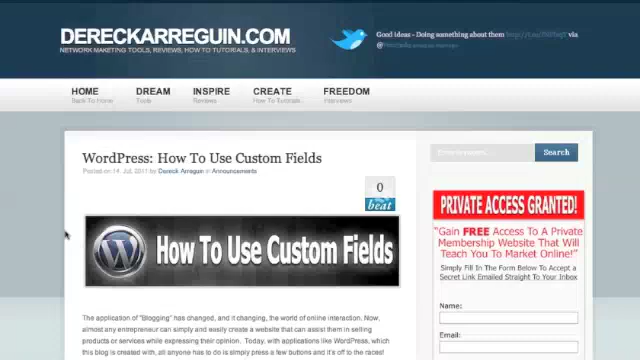 DERECKARREGUIN.COM
NETWORK MAKETING TOOLS, REVIEWS, HOW TO TUTORIALS, & INTERVIEWS
Good ideas - Doing something about them via
@
HOME
Back To Home
DREAM
Tools
INSPIRE
Reviews
CREATE
How To Tutorials..
FREEDOM
Interviews
WordPress: How To Use Custom Fields
Posted on 14. Jul, 2011 by Dereck Arreguin in Announcements
0
beat
How To Use Custom Fields
The application of "Blogging" has changed, and it changing, the world of online interaction. Now,
almost any entrepreneur can simply and easily create a website that can assist them in selling
products or services while expressing their opinion. Today, with applications like WordPress, which
this blog is created with, all anyone has to do is simply press a few buttons and it's off to the races!
Enter keywords...
Search
PRIVATE ACCESS GRANTED!
"Gain FREE Access To A Private
Membership Website That Will
Teach You To Market Online!"
Simply Fill In The Form Below To Accept a
Secret Link Emailed Straight To Your Inbox
Name:
Email: